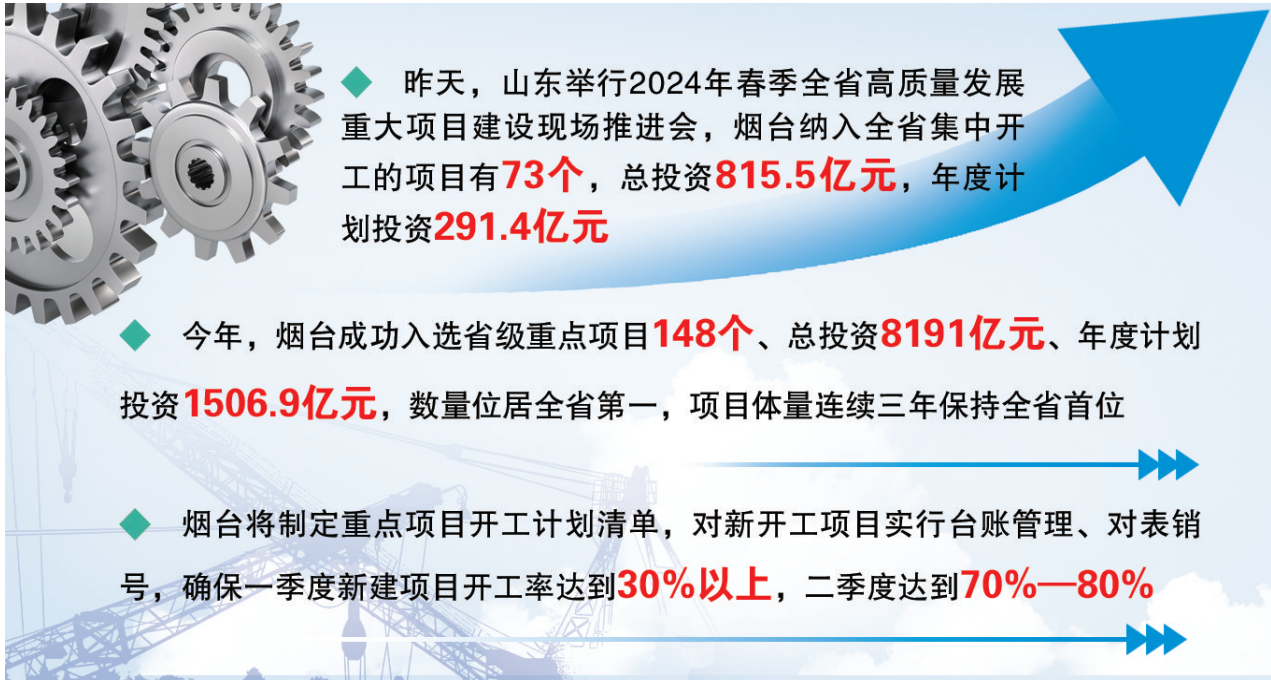 昨天，山东举行2024年春季全省高质量发展
重大项目建设现场推进会，烟台纳入全省集中开
工的项目有73个，总投资815.5亿元，年度计
划投资291.4亿元
今年，烟台成功入选省级重点项目148个、总投资8191亿元、年度计划
投资1506.9亿元，数量位居全省第一，项目体量连续三年保持全省首位
烟台将制定重点项目开工计划清单，对新开工项目实行台账管理、对表销
号，确保一季度新建项目开工率达到30%以上，二季度达到70%—80%